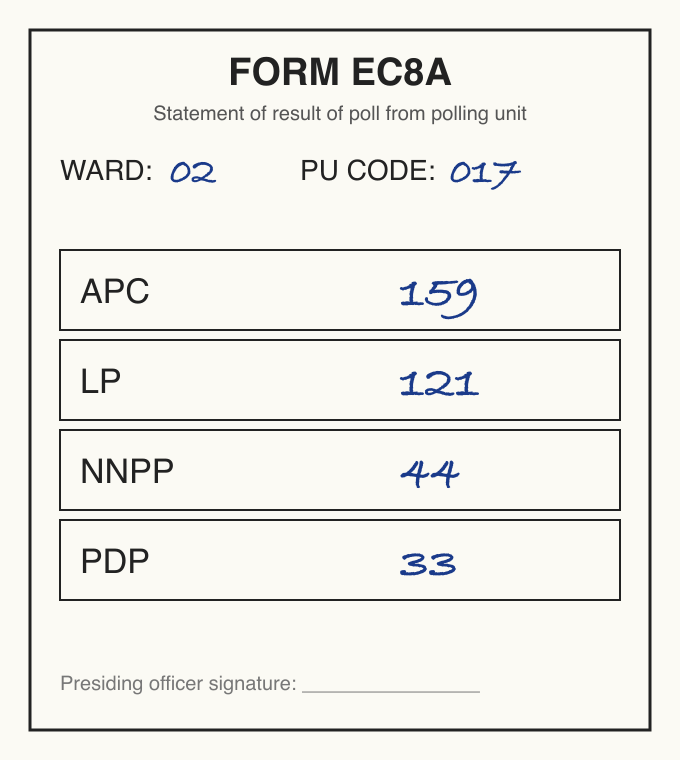 FORM EC8A
Statement of result of poll from polling unit
WARD: 02 PU CODE: 017
APC 159
LP 121
NNPP 44
PDP 33
Presiding officer signature: